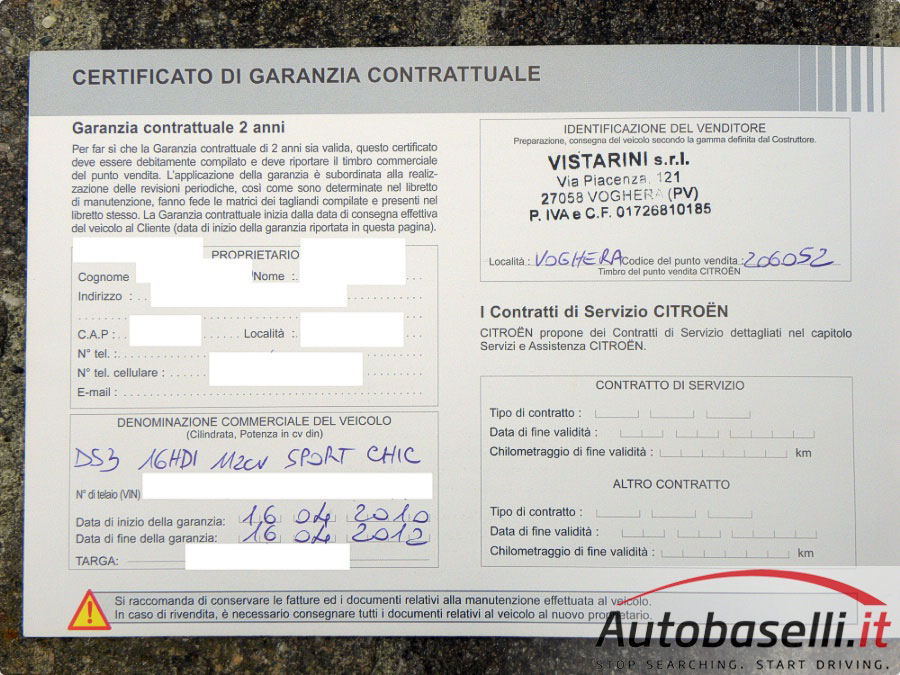 CERTIFICATO DI GARANZIA CONTRATTUALE
Garanzia contrattuale 2 anni
Per far sì che la Garanzia contrattuale di 2 anni sia valida, questo certificato
deve essere debitamente compilato e deve riportare il timbro commerciale
del punto vendita. L'applicazione della garanzia è subordinata alla realiz-
zazione delle revisioni periodiche, così come sono determinate nel libretto
di manutenzione, fanno fede le matrici dei tagliandi compilate e presenti nel
libretto stesso. La Garanzia contrattuale inizia dalla data di consegna effettiva
del veicolo al Cliente (data di inizio della garanzia riportata in questa pagina).
PROPRIETARIO
Cognome Nome :
Indirizzo :
C.A.P : Località :
N° tel. :
N° tel. cellulare :
E-mail :
DENOMINAZIONE COMMERCIALE DEL VEICOLO
(Cilindrata, Potenza in cv din)
DS3 16HDI 112CV SPORT CHIC
N° di telaio (VIN)
Data di inizio della garanzia: 16 04 2010
Data di fine della garanzia: 16 04 2012
TARGA:
IDENTIFICAZIONE DEL VENDITORE
Preparazione, consegna del veicolo secondo la gamma definita dal Costruttore.
VISTARINI s.r.l.
Via Piacenza, 121
27058 VOGHERA (PV)
P. IVA e C.F. 01726810185
Località : VOGHERA Codice del punto vendita : 206052
Timbro del punto vendita CITROËN
I Contratti di Servizio CITROËN
CITROËN propone dei Contratti di Servizio dettagliati nel capitolo
Servizi e Assistenza CITROËN.
CONTRATTO DI SERVIZIO
Tipo di contratto :
Data di fine validità :
Chilometraggio di fine validità : km
ALTRO CONTRATTO
Tipo di contratto :
Data di fine validità :
Chilometraggio di fine validità : km
Si raccomanda di conservare le fatture ed i documenti relativi alla manutenzione effettuata al veicolo.
In caso di rivendita, è necessario consegnare tutti i documenti relativi al veicolo al nuovo proprietario.
Autobaselli.it
STOP SEARCHING. START DRIVING.